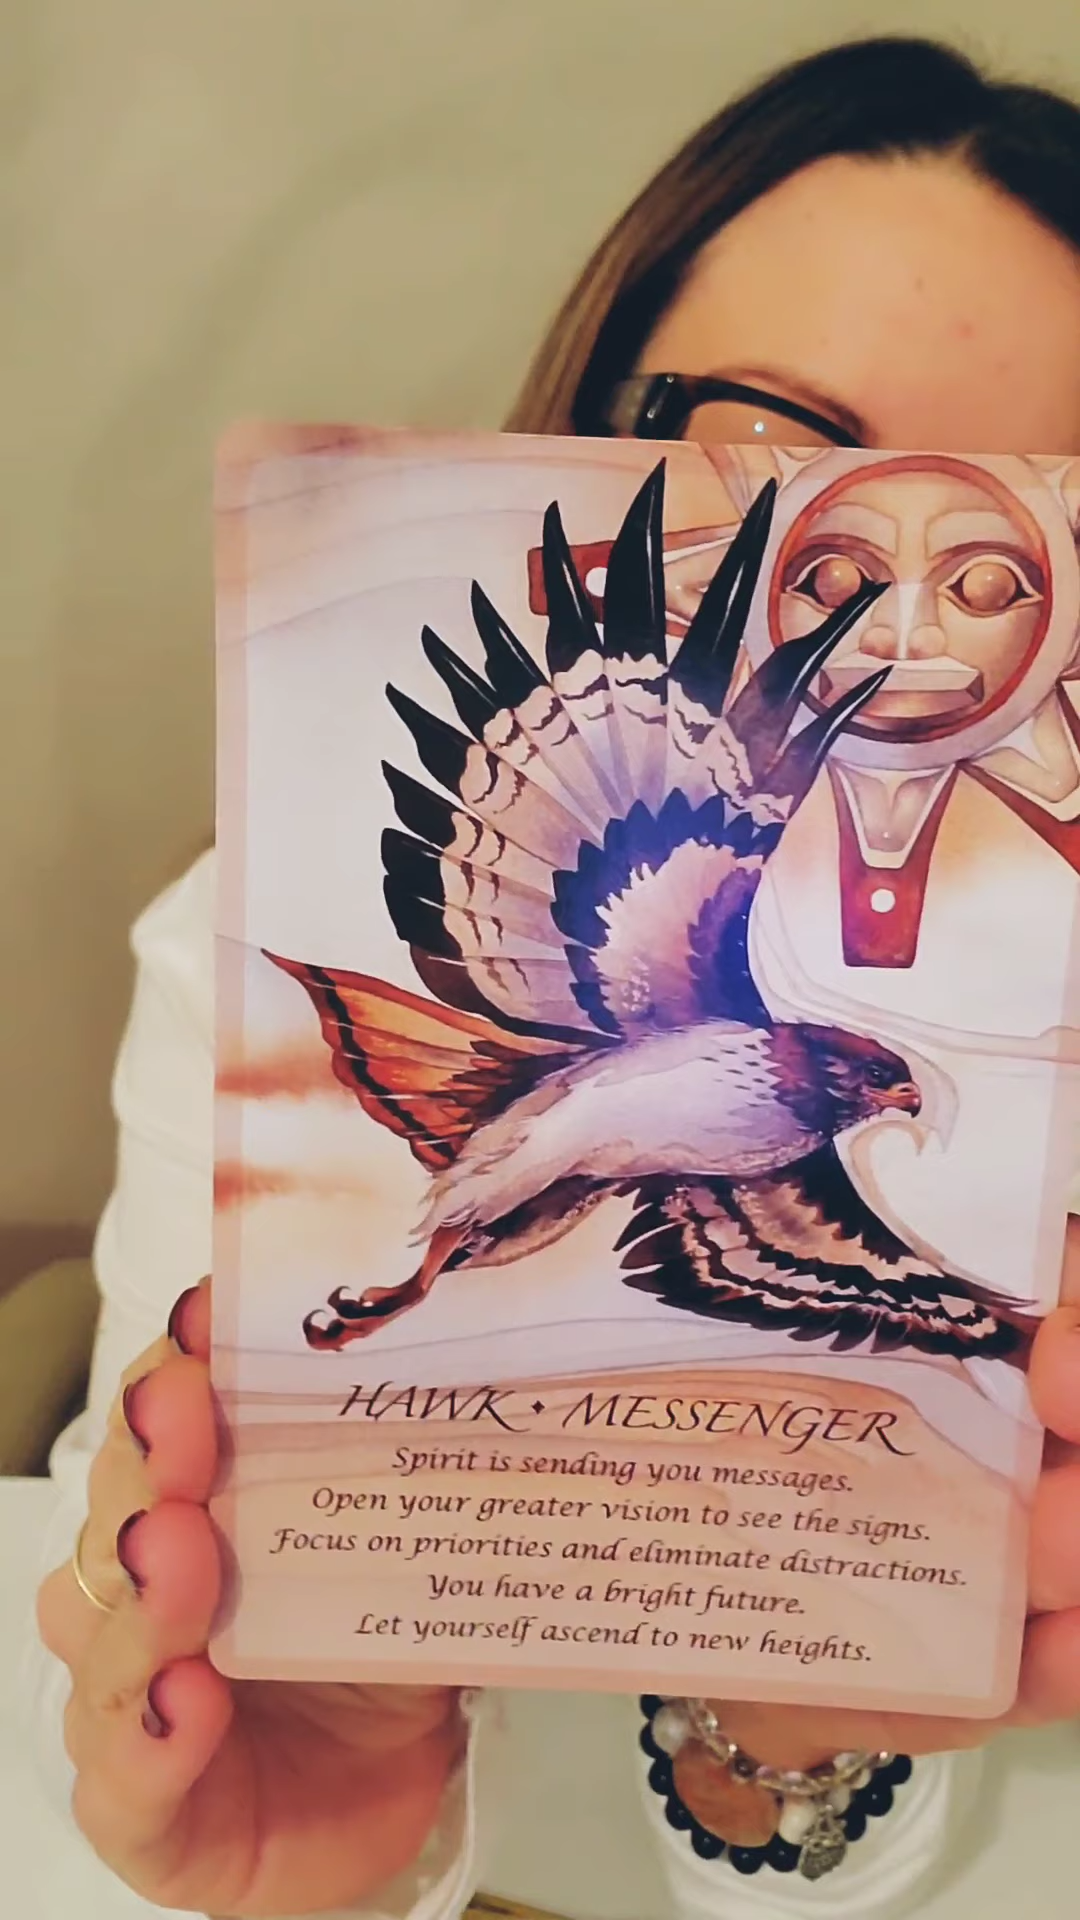 HAWK ✦ MESSENGER
Spirit is sending you messages.
Open your greater vision to see the signs.
Focus on priorities and eliminate distractions.
You have a bright future.
Let yourself ascend to new heights.